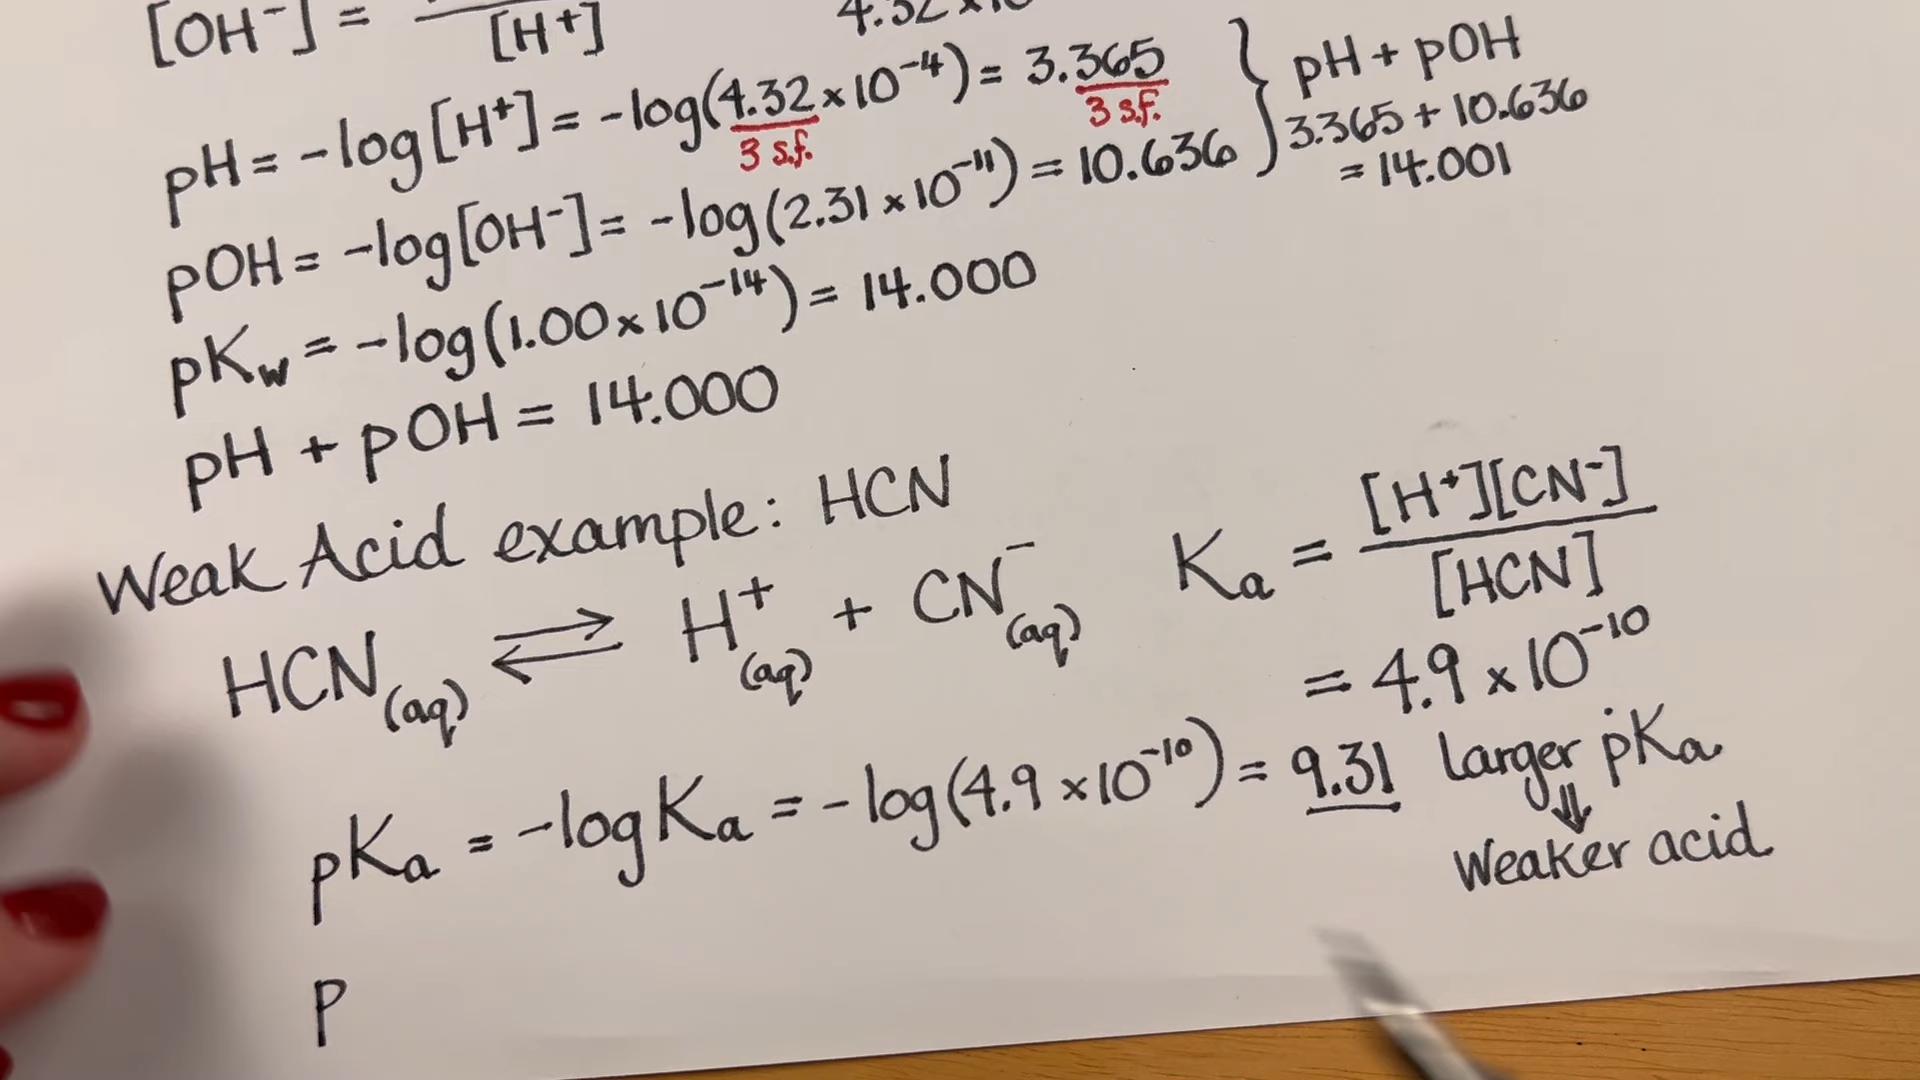 [OH⁻] = [H⁺]
4.32 × 10
pH = -log[H⁺] = -log(4.32 × 10⁻⁴) = 3.365
3 s.f.
3 s.f.
pOH = -log[OH⁻] = -log(2.31 × 10⁻¹¹) = 10.636
} pH + pOH
3.365 + 10.636
= 14.001
pKw = -log(1.00 × 10⁻¹⁴) = 14.000
pH + pOH = 14.000
Weak Acid example: HCN
HCN(aq) ⇌ H⁺(aq) + CN⁻(aq)
Ka = [H⁺][CN⁻] / [HCN]
= 4.9 × 10⁻¹⁰
pKa = -log Ka = -log(4.9 × 10⁻¹⁰) = 9.31
Larger pKa
⇓
Weaker acid
p